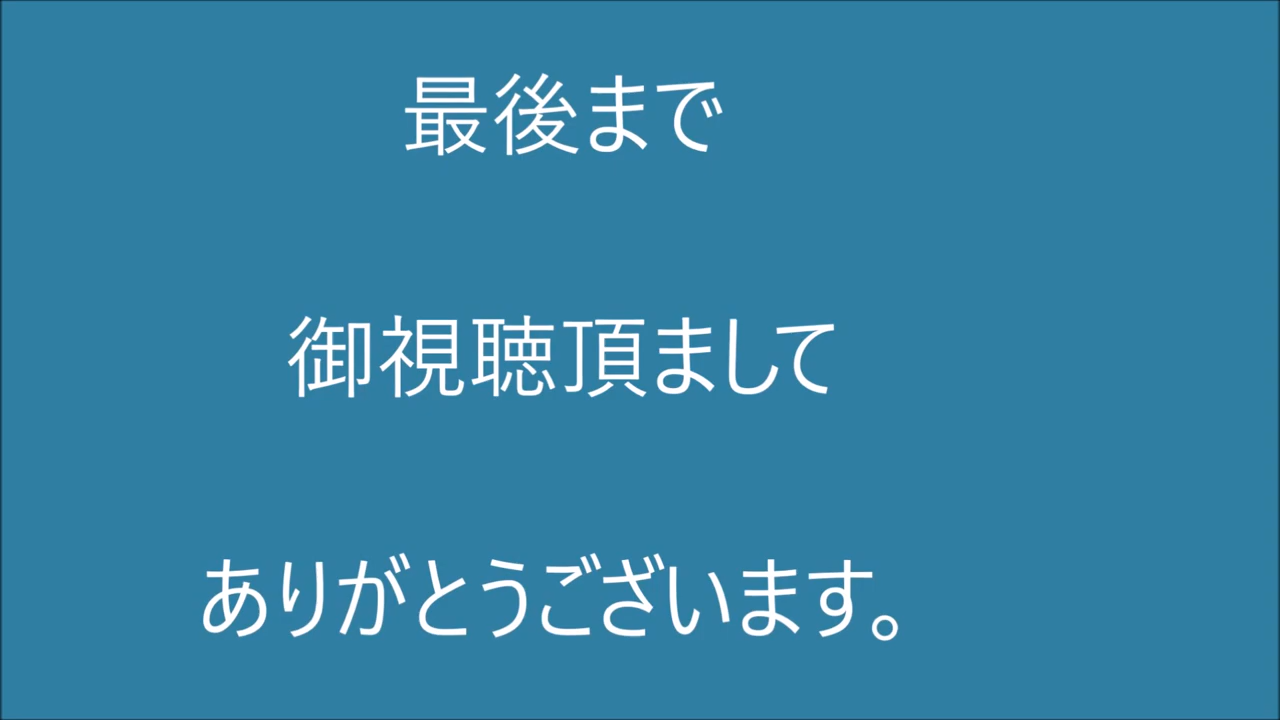 最後まで
御視聴頂まして
ありがとうございます。